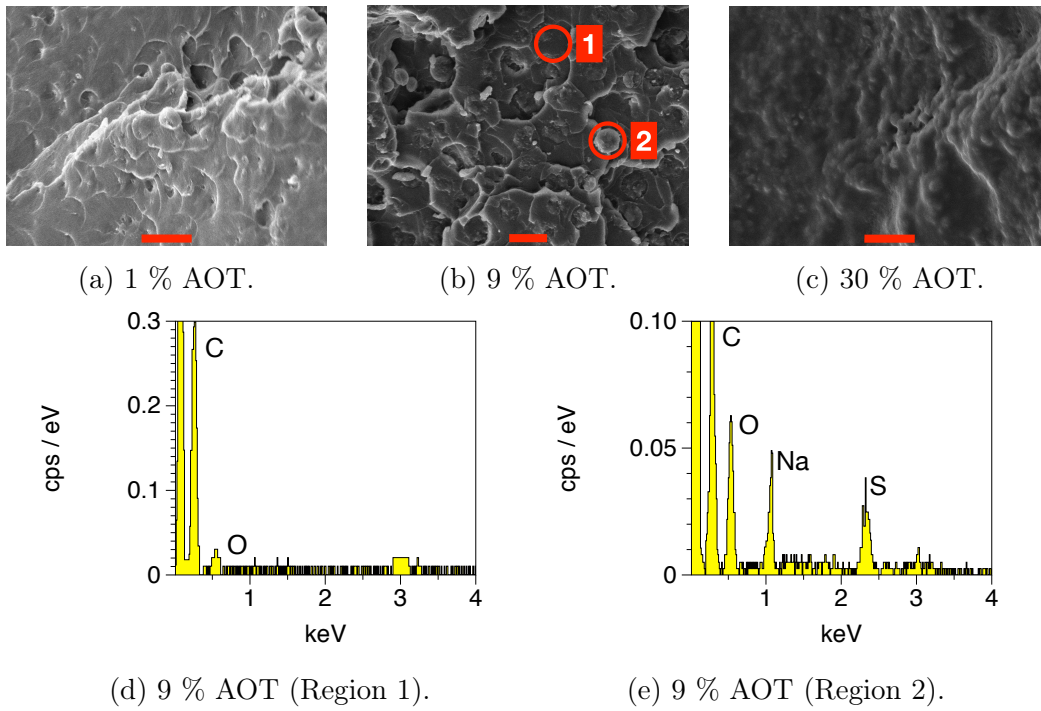 1
2
(a) 1 % AOT.
(b) 9 % AOT.
(c) 30 % AOT.
0.3
0.2
0.1
0
cps / eV
C
O
1
2
3
4
keV
0.10
0.05
0
cps / eV
C
O
Na
S
1
2
3
4
keV
(d) 9 % AOT (Region 1).
(e) 9 % AOT (Region 2).